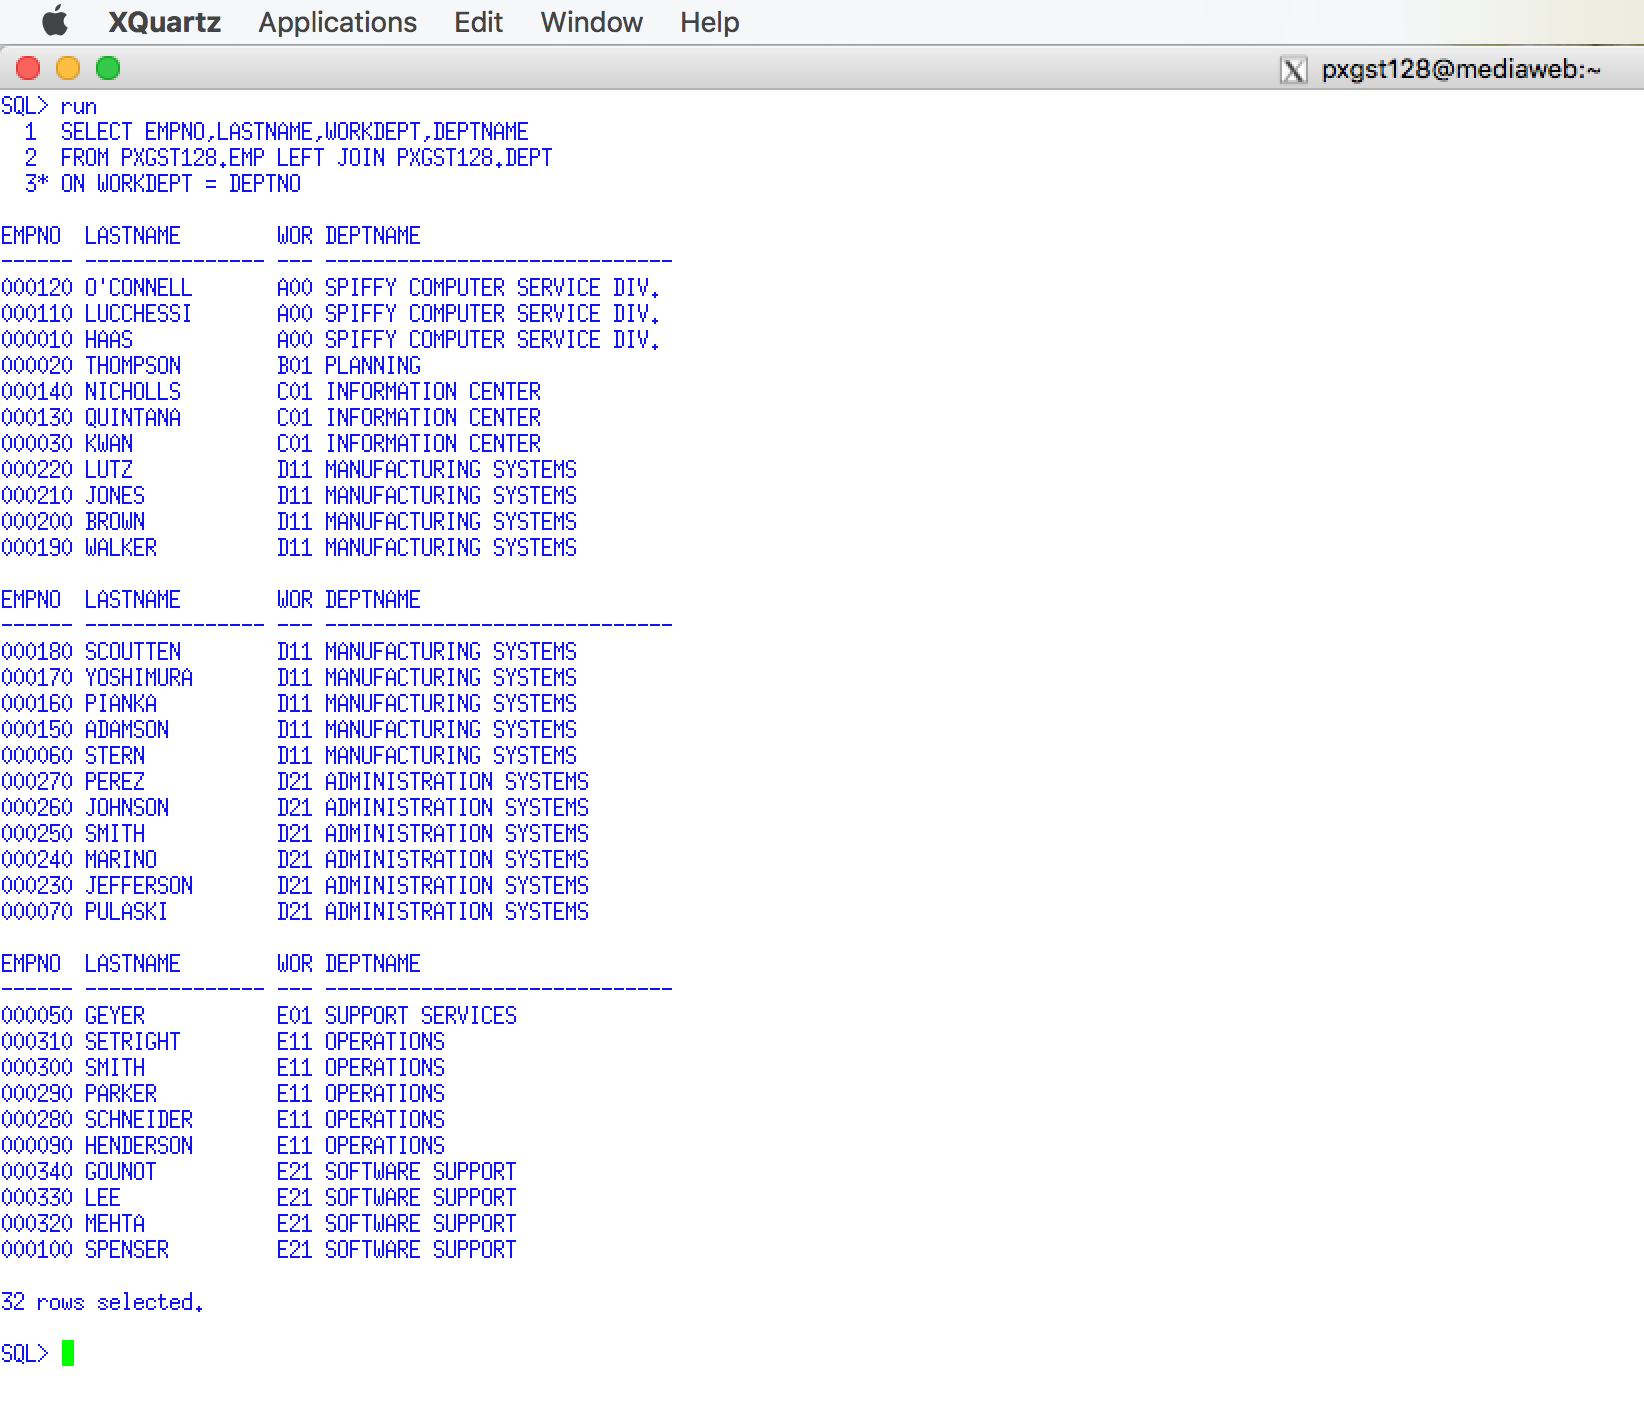 XQuartz Applications Edit Window Help
X pxgst128@mediaweb:~
SQL> run
  1  SELECT EMPNO,LASTNAME,WORKDEPT,DEPTNAME
  2  FROM PXGST128.EMP LEFT JOIN PXGST128.DEPT
  3* ON WORKDEPT = DEPTNO

EMPNO  LASTNAME        WOR DEPTNAME
------ --------------- --- -----------------------------
000120 O'CONNELL       A00 SPIFFY COMPUTER SERVICE DIV.
000110 LUCCHESSI       A00 SPIFFY COMPUTER SERVICE DIV.
000010 HAAS            A00 SPIFFY COMPUTER SERVICE DIV.
000020 THOMPSON        B01 PLANNING
000140 NICHOLLS        C01 INFORMATION CENTER
000130 QUINTANA        C01 INFORMATION CENTER
000030 KWAN            C01 INFORMATION CENTER
000220 LUTZ            D11 MANUFACTURING SYSTEMS
000210 JONES           D11 MANUFACTURING SYSTEMS
000200 BROWN           D11 MANUFACTURING SYSTEMS
000190 WALKER          D11 MANUFACTURING SYSTEMS

EMPNO  LASTNAME        WOR DEPTNAME
------ --------------- --- -----------------------------
000180 SCOUTTEN        D11 MANUFACTURING SYSTEMS
000170 YOSHIMURA       D11 MANUFACTURING SYSTEMS
000160 PIANKA          D11 MANUFACTURING SYSTEMS
000150 ADAMSON         D11 MANUFACTURING SYSTEMS
000060 STERN           D11 MANUFACTURING SYSTEMS
000270 PEREZ           D21 ADMINISTRATION SYSTEMS
000260 JOHNSON         D21 ADMINISTRATION SYSTEMS
000250 SMITH           D21 ADMINISTRATION SYSTEMS
000240 MARINO          D21 ADMINISTRATION SYSTEMS
000230 JEFFERSON       D21 ADMINISTRATION SYSTEMS
000070 PULASKI         D21 ADMINISTRATION SYSTEMS

EMPNO  LASTNAME        WOR DEPTNAME
------ --------------- --- -----------------------------
000050 GEYER           E01 SUPPORT SERVICES
000310 SETRIGHT        E11 OPERATIONS
000300 SMITH           E11 OPERATIONS
000290 PARKER          E11 OPERATIONS
000280 SCHNEIDER       E11 OPERATIONS
000090 HENDERSON       E11 OPERATIONS
000340 GOUNOT          E21 SOFTWARE SUPPORT
000330 LEE             E21 SOFTWARE SUPPORT
000320 MEHTA           E21 SOFTWARE SUPPORT
000100 SPENSER         E21 SOFTWARE SUPPORT

32 rows selected.

SQL>